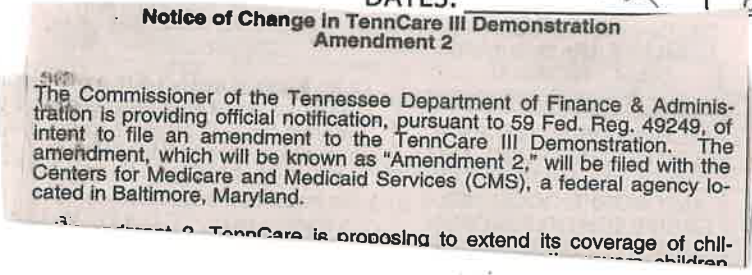 DATES:
Notice of Change in TennCare III Demonstration
Amendment 2
The Commissioner of the Tennessee Department of Finance & Adminis-
tration is providing official notification, pursuant to 59 Fed. Reg. 49249, of
intent to file an amendment to the TennCare III Demonstration. The
amendment, which will be known as "Amendment 2," will be filed with the
Centers for Medicare and Medicaid Services (CMS), a federal agency lo-
cated in Baltimore, Maryland.
2, TennCare is proposing to extend its coverage of chil-
children